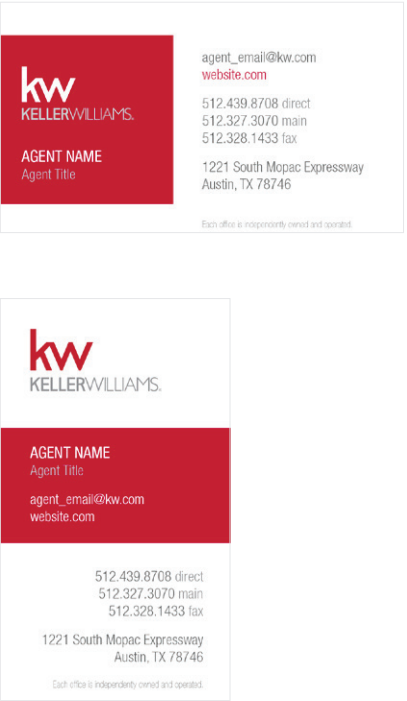 kw
KELLERWILLIAMS.
AGENT NAME
Agent Title
agent_email@kw.com
website.com
512.439.8708 direct
512.327.3070 main
512.328.1433 fax
1221 South Mopac Expressway
Austin, TX 78746
Each office is independently owned and operated.
kw
KELLERWILLIAMS.
AGENT NAME
Agent Title
agent_email@kw.com
website.com
512.439.8708 direct
512.327.3070 main
512.328.1433 fax
1221 South Mopac Expressway
Austin, TX 78746
Each office is independently owned and operated.